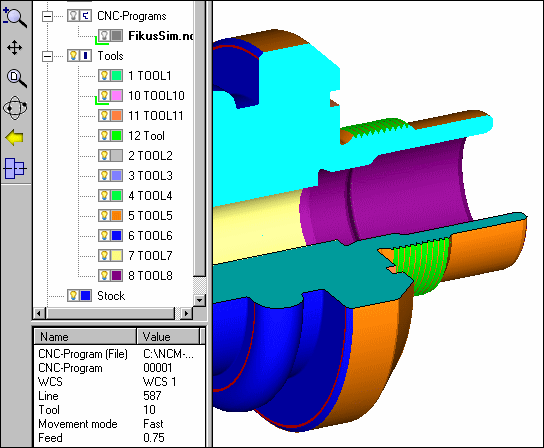 CNC-Programs
FikusSim.nc
Tools
1 TOOL1
10 TOOL10
11 TOOL11
12 Tool
2 TOOL2
3 TOOL3
4 TOOL4
5 TOOL5
6 TOOL6
7 TOOL7
8 TOOL8
Stock
Name Value
CNC-Program (File) C:\NCM-...
CNC-Program 00001
WCS WCS 1
Line 587
Tool 10
Movement mode Fast
Feed 0.75